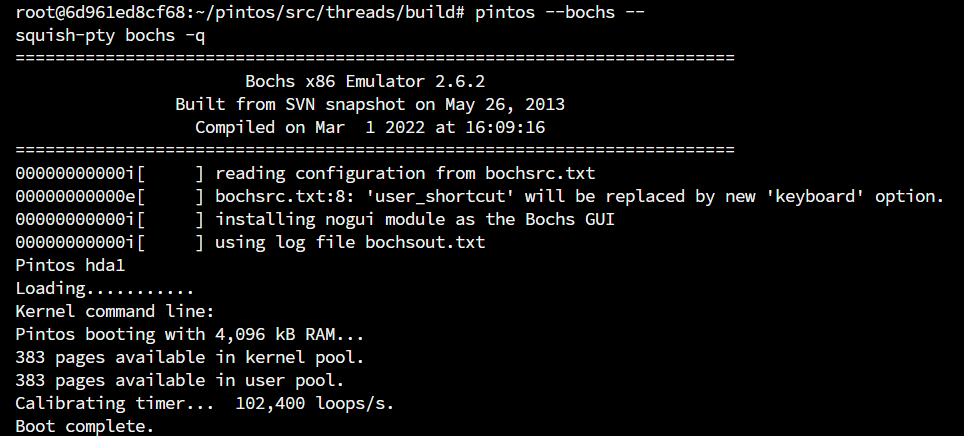 root@6d961ed8cf68:~/pintos/src/threads/build# pintos --bochs --
squish-pty bochs -q
========================================================================
Bochs x86 Emulator 2.6.2
Built from SVN snapshot on May 26, 2013
Compiled on Mar  1 2022 at 16:09:16
========================================================================
00000000000i[     ] reading configuration from bochsrc.txt
00000000000e[     ] bochsrc.txt:8: 'user_shortcut' will be replaced by new 'keyboard' option.
00000000000i[     ] installing nogui module as the Bochs GUI
00000000000i[     ] using log file bochsout.txt
Pintos hda1
Loading...........
Kernel command line:
Pintos booting with 4,096 kB RAM...
383 pages available in kernel pool.
383 pages available in user pool.
Calibrating timer...  102,400 loops/s.
Boot complete.